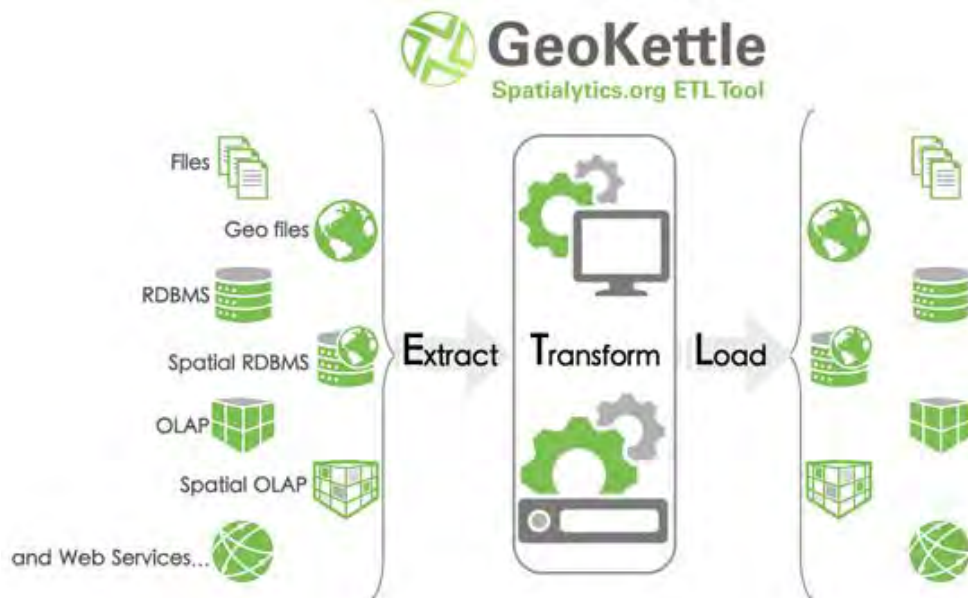 GeoKettle
Spatialytics.org ETL Tool
Files
Geo files
RDBMS
Spatial RDBMS
OLAP
Spatial OLAP
and Web Services...
Extract
Transform
Load